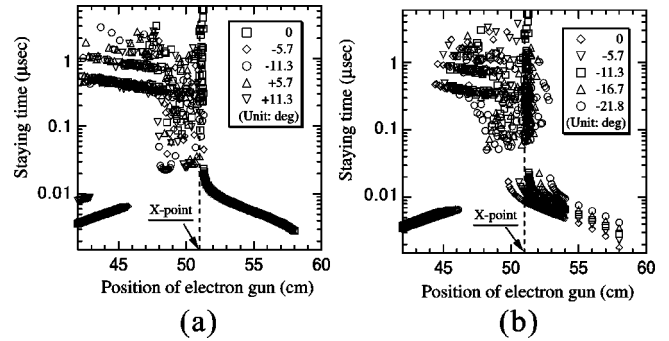 Staying time (μsec)
1
0.1
0.01
0
-5.7
-11.3
+5.7
+11.3
(Unit: deg)
X-point
45
50
55
60
Position of electron gun (cm)
(a)
Staying time (μsec)
1
0.1
0.01
0
-5.7
-11.3
-16.7
-21.8
(Unit: deg)
X-point
45
50
55
60
Position of electron gun (cm)
(b)